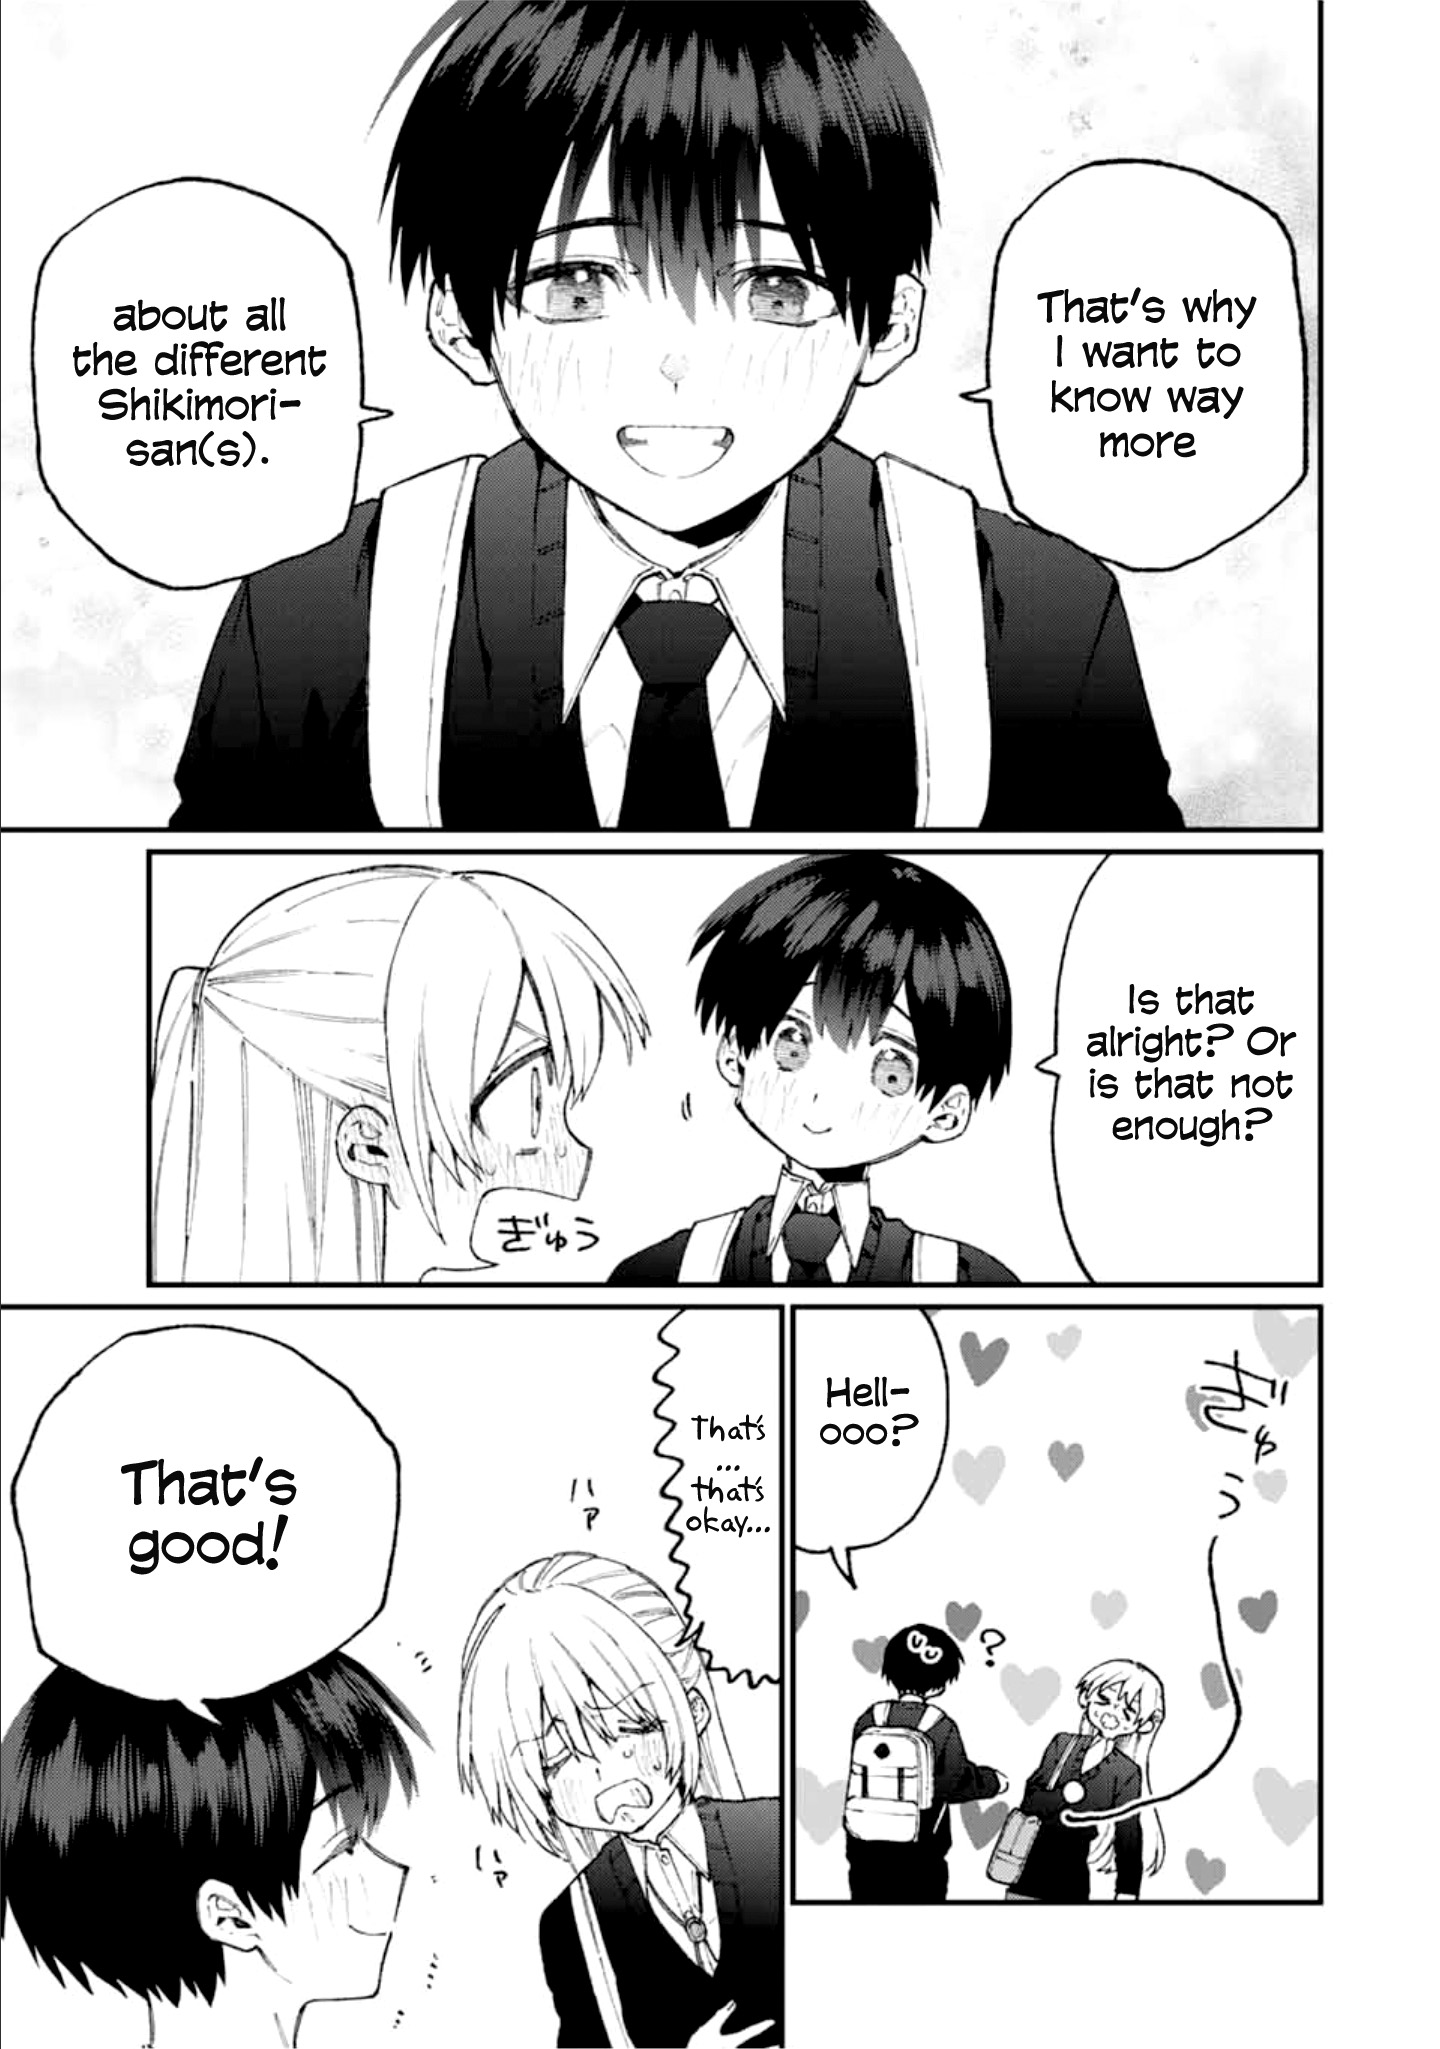 That's why
I want to
know way
more
about all
the different
Shikimori-
san(s).
Is that
alright? Or
is that not
enough?
ぎゅう
ぎゅう
Hell-
ooo?
?
That's
...
that's
okay...
ハァ
ハァ
That's
good!